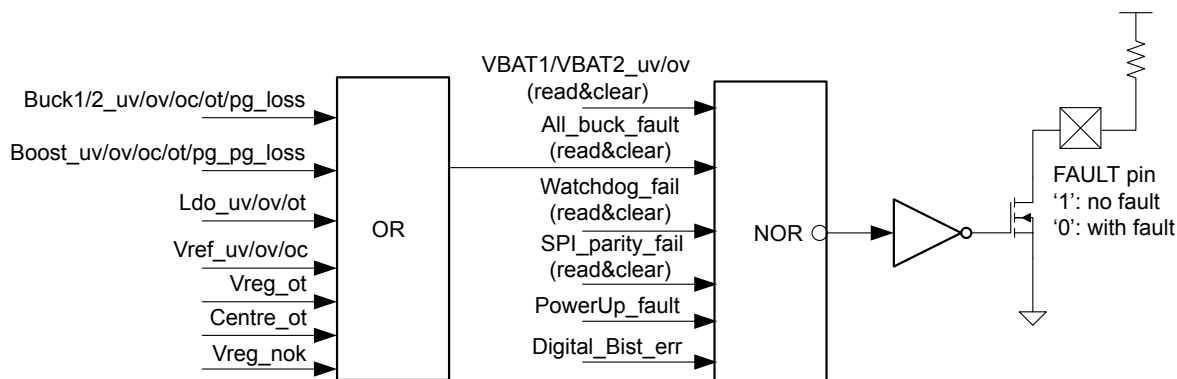 Buck1/2_uv/ov/oc/ot/pg_loss
Boost_uv/ov/oc/ot/pg_pg_loss
Ldo_uv/ov/ot
Vref_uv/ov/oc
Vreg_ot
Centre_ot
Vreg_nok
OR
VBAT1/VBAT2_uv/ov
(read&clear)
All_buck_fault
(read&clear)
Watchdog_fail
(read&clear)
SPI_parity_fail
(read&clear)
PowerUp_fault
Digital_Bist_err
NOR
FAULT pin
‘1’: no fault
‘0’: with fault